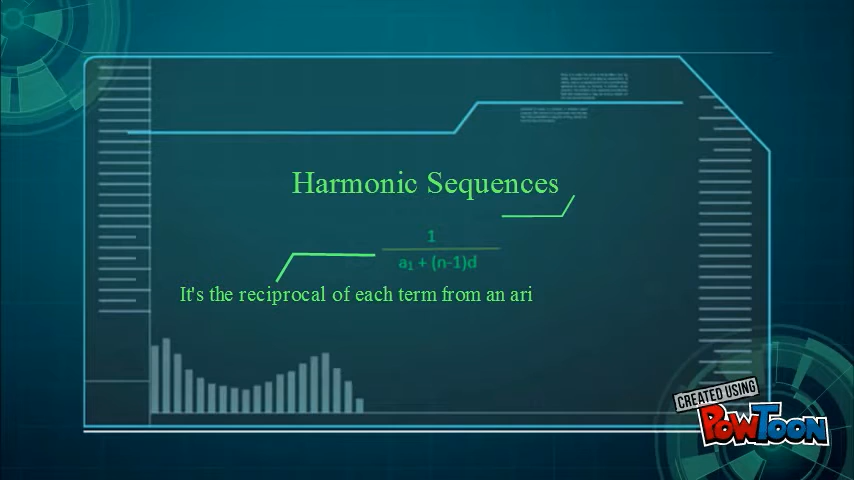 Harmonic Sequences
1
a₁ + (n-1)d
It's the reciprocal of each term from an ari
CREATED USING
POWTOON